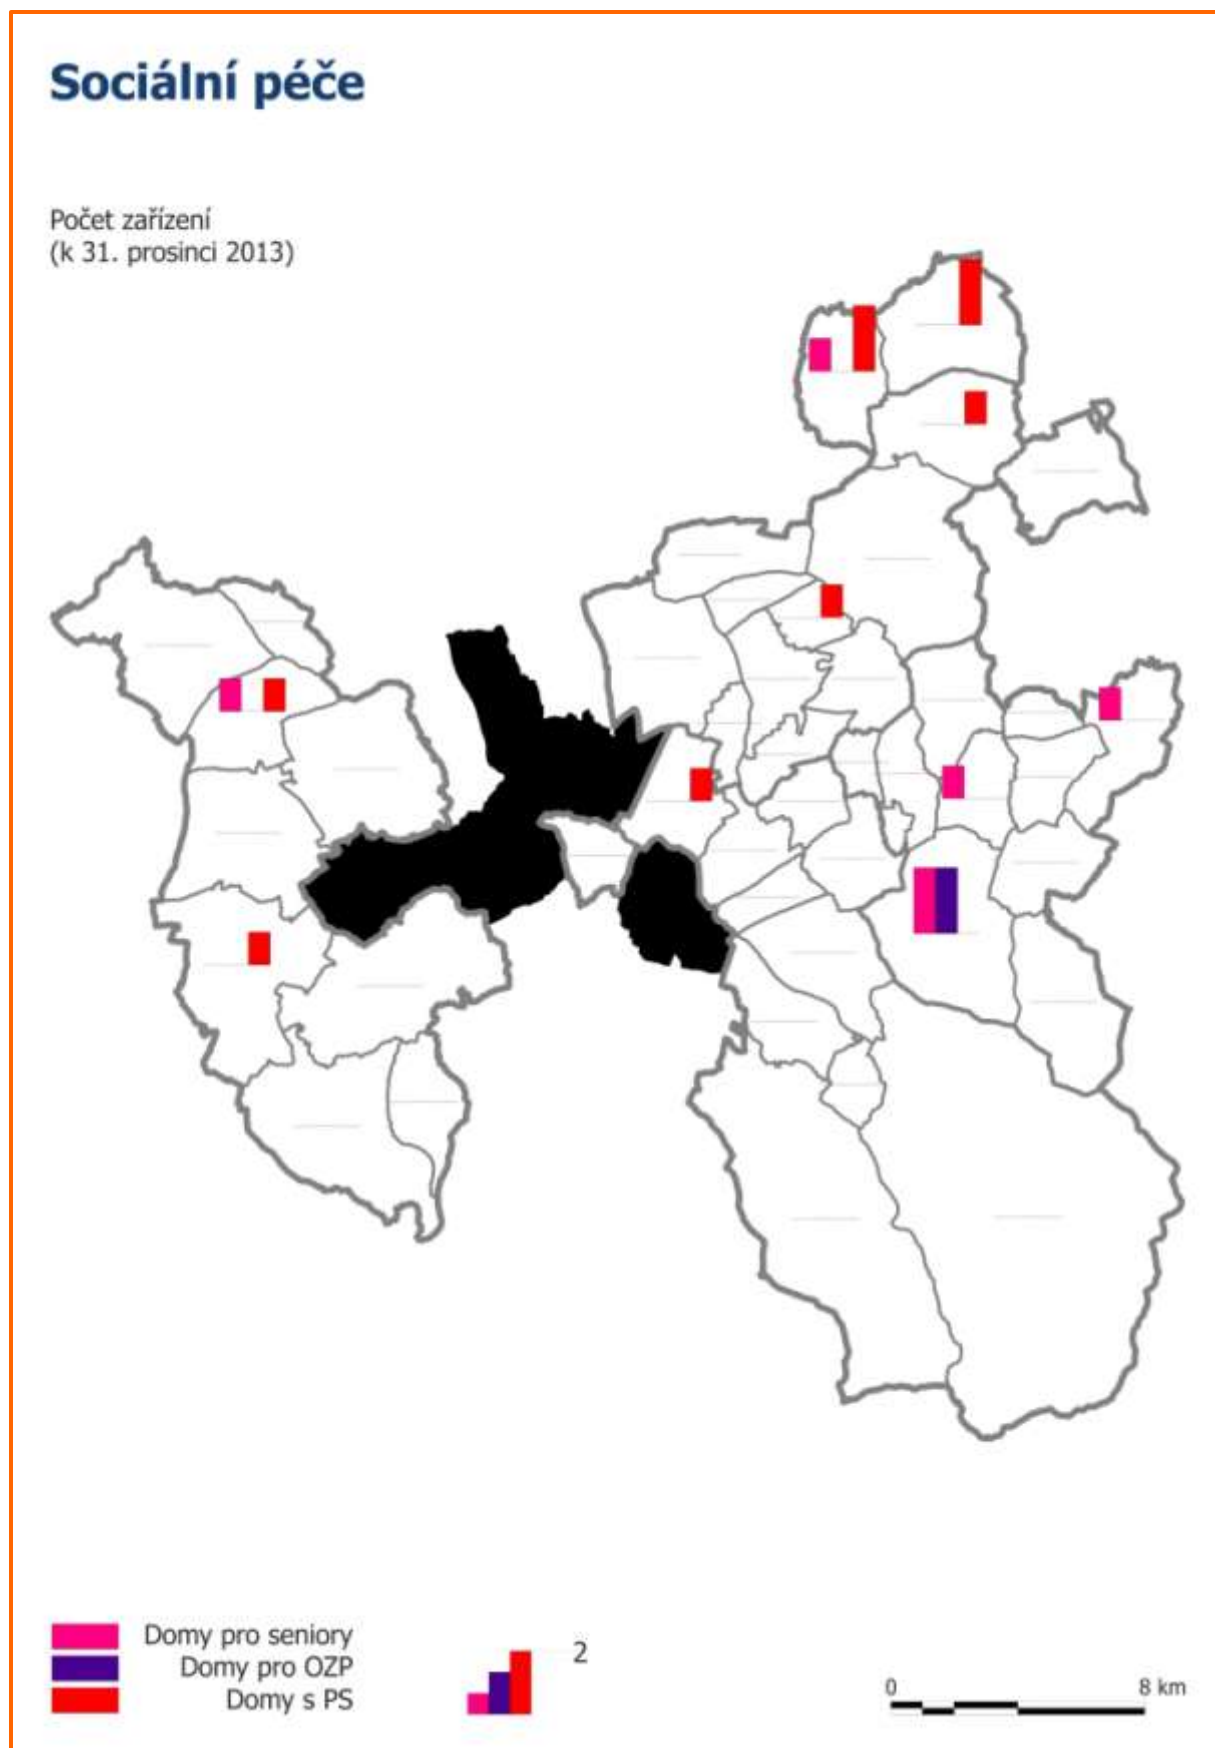 Sociální péče
Počet zařízení
(k 31. prosinci 2013)
Domy pro seniory
Domy pro OZP
Domy s PS
2
0
8 km